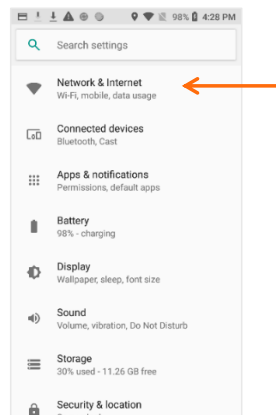 98% 4:28 PM
Search settings
Network & Internet
Wi-Fi, mobile, data usage
Connected devices
Bluetooth, Cast
Apps & notifications
Permissions, default apps
Battery
98% - charging
Display
Wallpaper, sleep, font size
Sound
Volume, vibration, Do Not Disturb
Storage
30% used - 11.26 GB free
Security & location